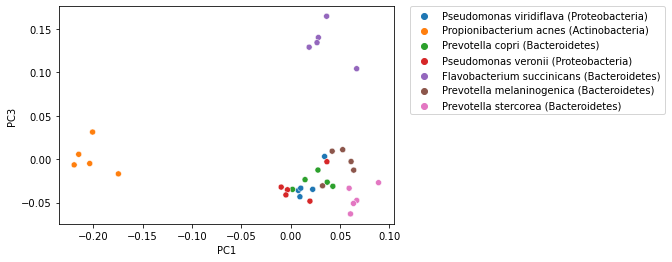 Pseudomonas viridiflava (Proteobacteria)
Propionibacterium acnes (Actinobacteria)
Prevotella copri (Bacteroidetes)
Pseudomonas veronii (Proteobacteria)
Flavobacterium succinicans (Bacteroidetes)
Prevotella melaninogenica (Bacteroidetes)
Prevotella stercorea (Bacteroidetes)
PC3
0.15
0.10
0.05
0.00
−0.05
−0.20
−0.15
−0.10
−0.05
0.00
0.05
0.10
PC1